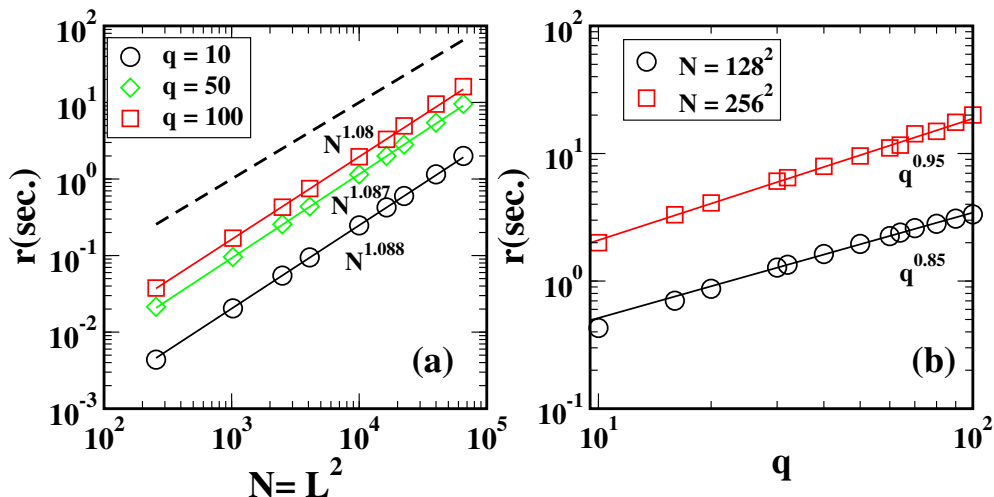 10^2
10^1
10^0
10^-1
10^-2
10^-3
r(sec.)
q = 10
q = 50
q = 100
N^1.08
N^1.087
N^1.088
(a)
10^2 10^3 10^4 10^5
N= L^2
10^2
10^1
10^0
10^-1
r(sec.)
N = 128^2
N = 256^2
q^0.95
q^0.85
(b)
10^1 10^2
q